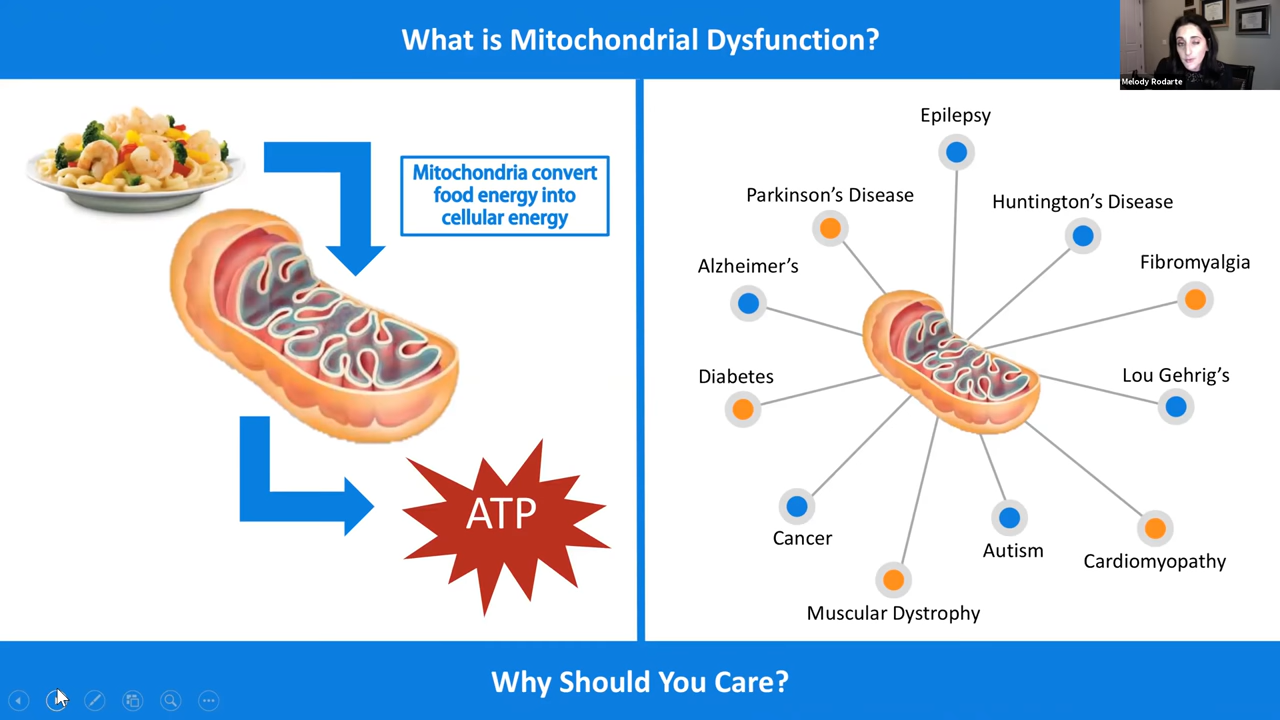 What is Mitochondrial Dysfunction?
Melody Rodarte
Mitochondria convert
food energy into
cellular energy
ATP
Epilepsy
Parkinson's Disease
Huntington's Disease
Alzheimer's
Fibromyalgia
Diabetes
Lou Gehrig's
Cancer
Autism
Cardiomyopathy
Muscular Dystrophy
Why Should You Care?